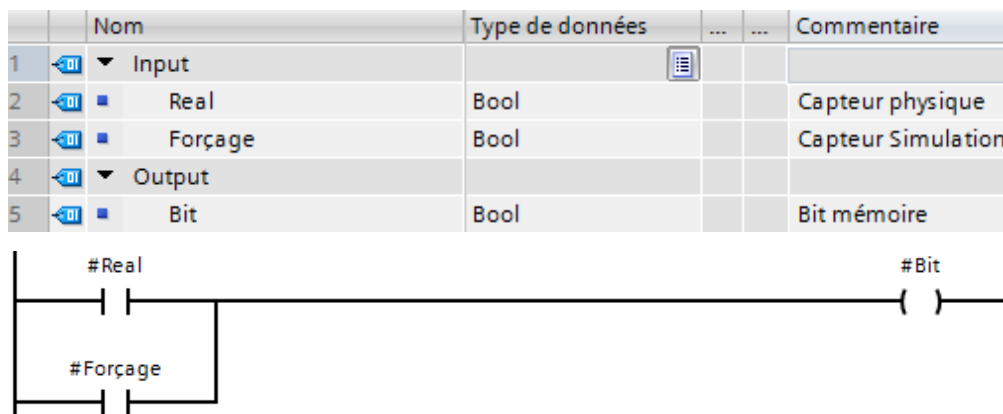 Nom Type de données ... ... Commentaire
1 Input
2 Real Bool Capteur physique
3 Forçage Bool Capteur Simulation
4 Output
5 Bit Bool Bit mémoire
#Real #Bit
#Forçage